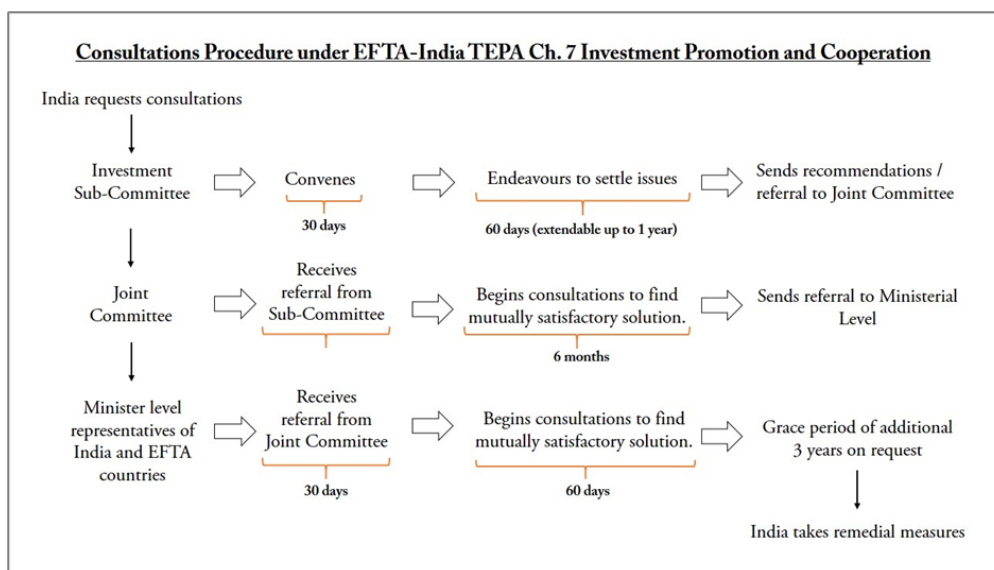 Consultations Procedure under EFTA-India TEPA Ch. 7 Investment Promotion and Cooperation
India requests consultations
Investment
Sub-Committee
Convenes
30 days
Endeavours to settle issues
60 days (extendable up to 1 year)
Sends recommendations /
referral to Joint Committee
Joint
Committee
Receives
referral from
Sub-Committee
Begins consultations to find
mutually satisfactory solution.
6 months
Sends referral to Ministerial
Level
Minister level
representatives of
India and EFTA
countries
Receives
referral from
Joint Committee
30 days
Begins consultations to find
mutually satisfactory solution.
60 days
Grace period of additional
3 years on request
India takes remedial measures